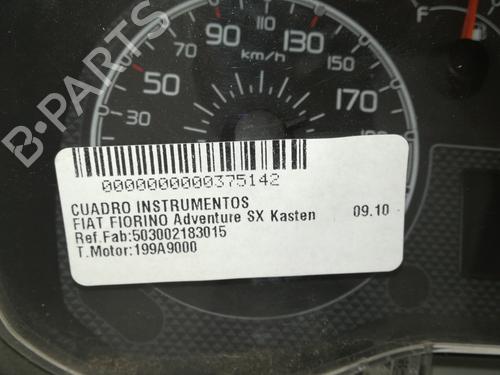 F
110
90
130
70
km/h
150
50
170
30
0000000000375142
CUADRO INSTRUMENTOS
FIAT FIORINO Adventure SX Kasten 09.10
Ref.Fab:503002183015
T.Motor:199A9000
B-PARTS